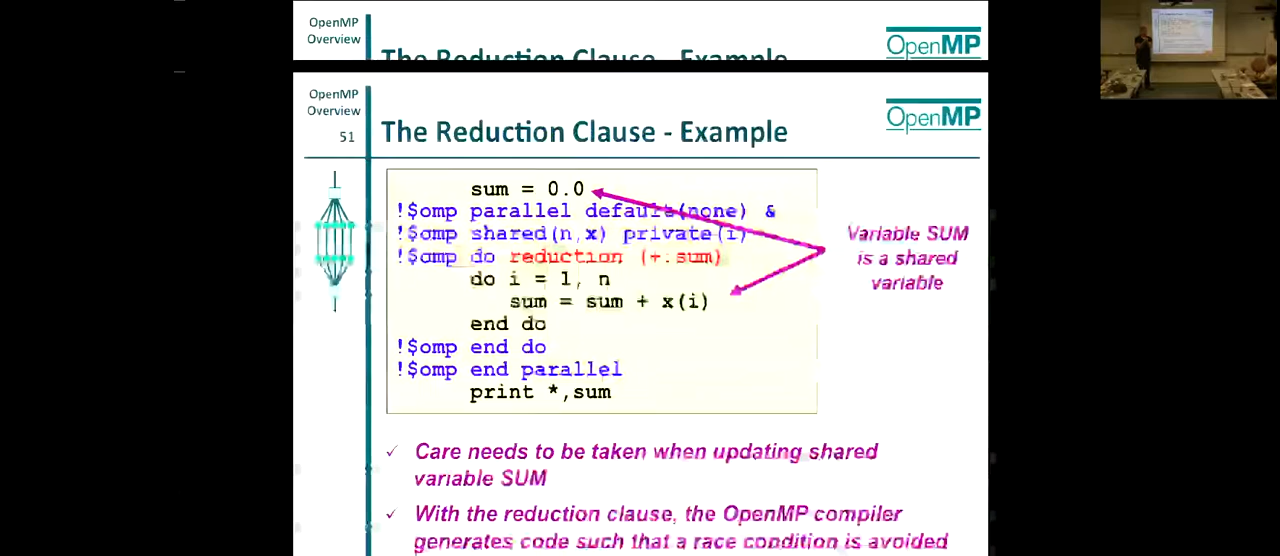 OpenMP
Overview
The Reduction Clause - Example
OpenMP
OpenMP
Overview
51
The Reduction Clause - Example
OpenMP
sum = 0.0
!$omp parallel default(none) &
!$omp shared(n,x) private(i)
!$omp do reduction (+:sum)
do i = 1, n
sum = sum + x(i)
end do
!$omp end do
!$omp end parallel
print *,sum
Variable SUM
is a shared
variable
✓ Care needs to be taken when updating shared
variable SUM
✓ With the reduction clause, the OpenMP compiler
generates code such that a race condition is avoided